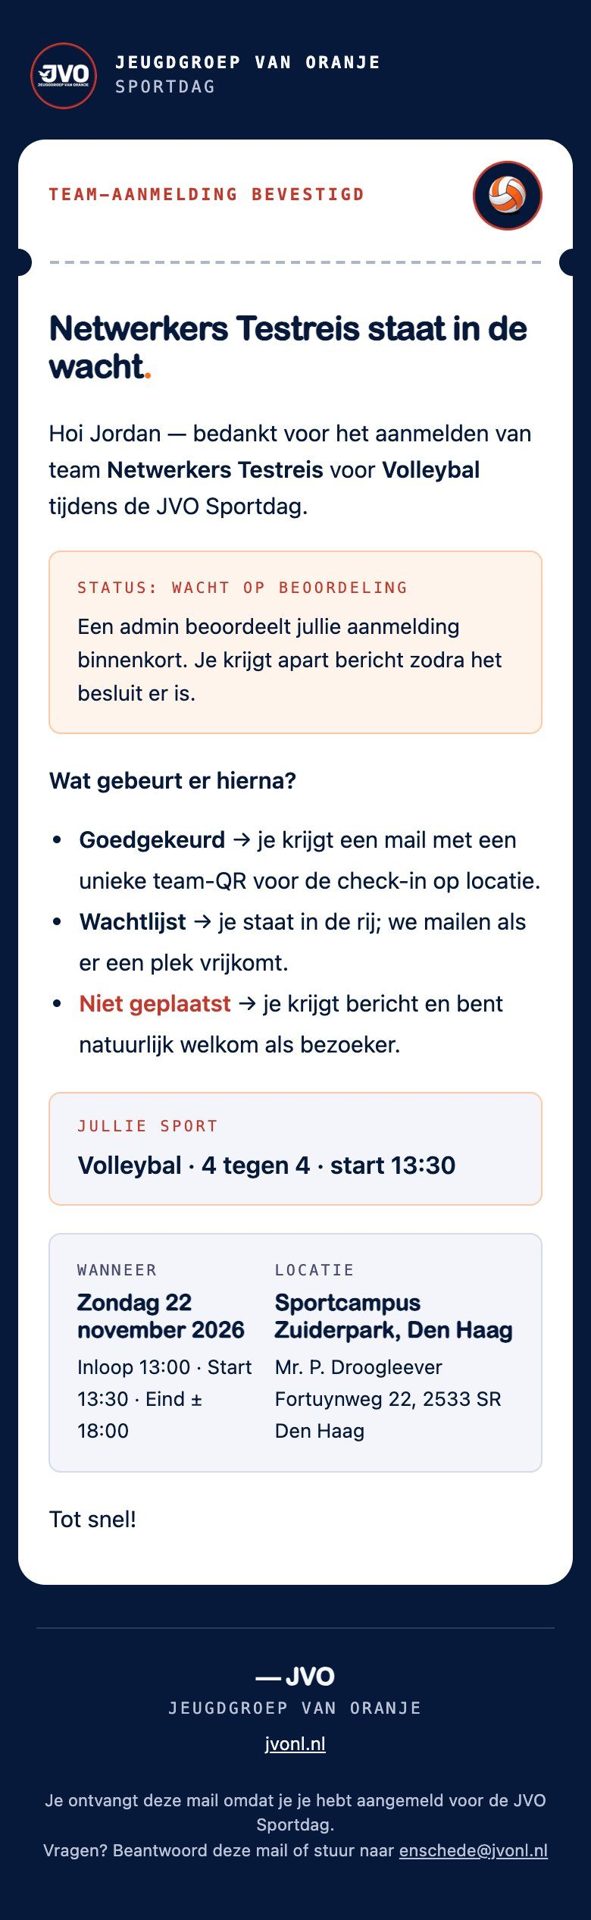 JVO
JEUGDGROEP VAN ORANJE
JEUGDGROEP VAN ORANJE
SPORTDAG
TEAM-AANMELDING BEVESTIGD
Netwerkers Testreis staat in de
wacht.
Hoi Jordan — bedankt voor het aanmelden van
team Netwerkers Testreis voor Volleybal
tijdens de JVO Sportdag.
STATUS: WACHT OP BEOORDELING
Een admin beoordeelt jullie aanmelding
binnenkort. Je krijgt apart bericht zodra het
besluit er is.
Wat gebeurt er hierna?
• Goedgekeurd → je krijgt een mail met een
unieke team-QR voor de check-in op locatie.
• Wachtlijst → je staat in de rij; we mailen als
er een plek vrijkomt.
• Niet geplaatst → je krijgt bericht en bent
natuurlijk welkom als bezoeker.
JULLIE SPORT
Volleybal · 4 tegen 4 · start 13:30
WANNEER
Zondag 22
november 2026
Inloop 13:00 · Start
13:30 · Eind ±
18:00
LOCATIE
Sportcampus
Zuiderpark, Den Haag
Mr. P. Droogleever
Fortuynweg 22, 2533 SR
Den Haag
Tot snel!
— JVO
JEUGDGROEP VAN ORANJE
jvonl.nl
Je ontvangt deze mail omdat je je hebt aangemeld voor de JVO
Sportdag.
Vragen? Beantwoord deze mail of stuur naar enschede@jvonl.nl